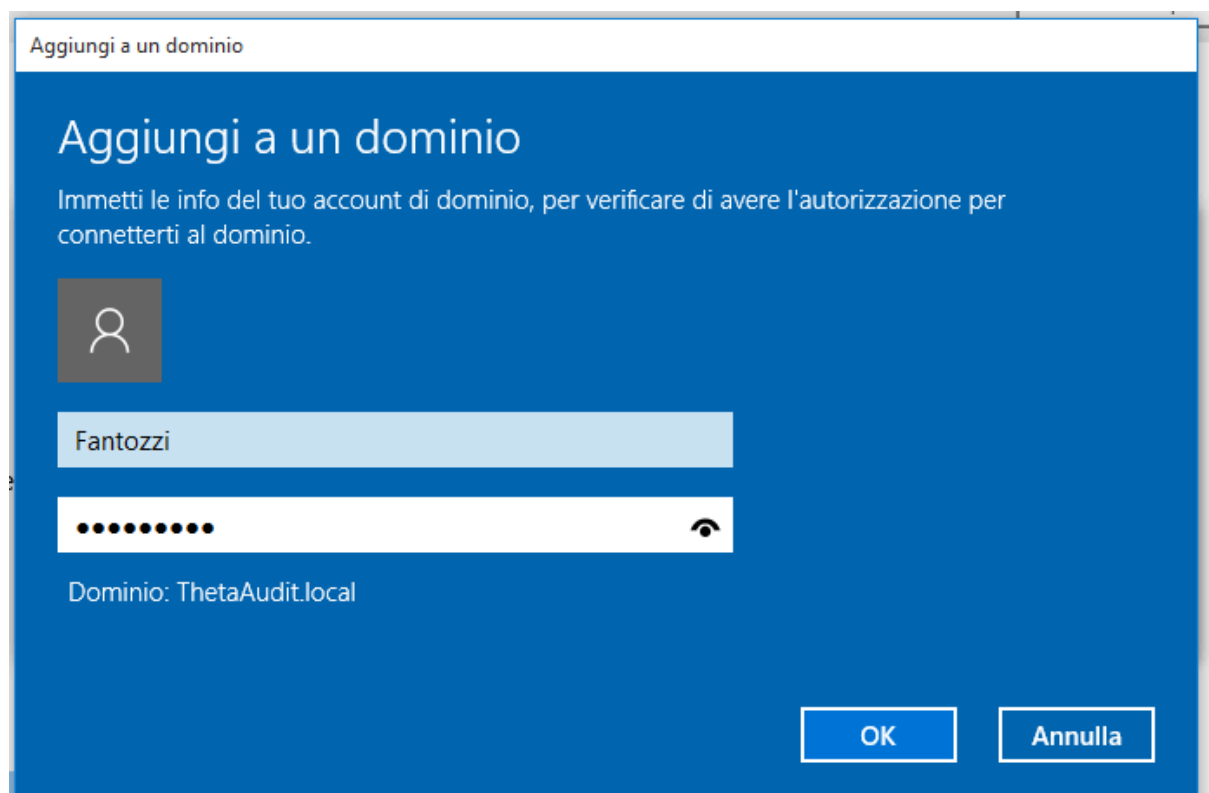 Aggiungi a un dominio
Aggiungi a un dominio
Immetti le info del tuo account di dominio, per verificare di avere l'autorizzazione per
connetterti al dominio.
Fantozzi
●●●●●●●●●
Dominio: ThetaAudit.local
OK
Annulla